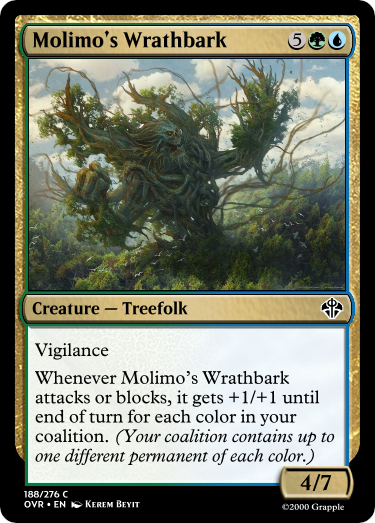 Molimo's Wrathbark 5
Creature — Treefolk
Vigilance
Whenever Molimo's Wrathbark
attacks or blocks, it gets +1/+1 until
end of turn for each color in your
coalition. (Your coalition contains up to
one different permanent of each color.)
4/7
188/276 C
OVR • EN Kerem Beyit
©2000 Grapple